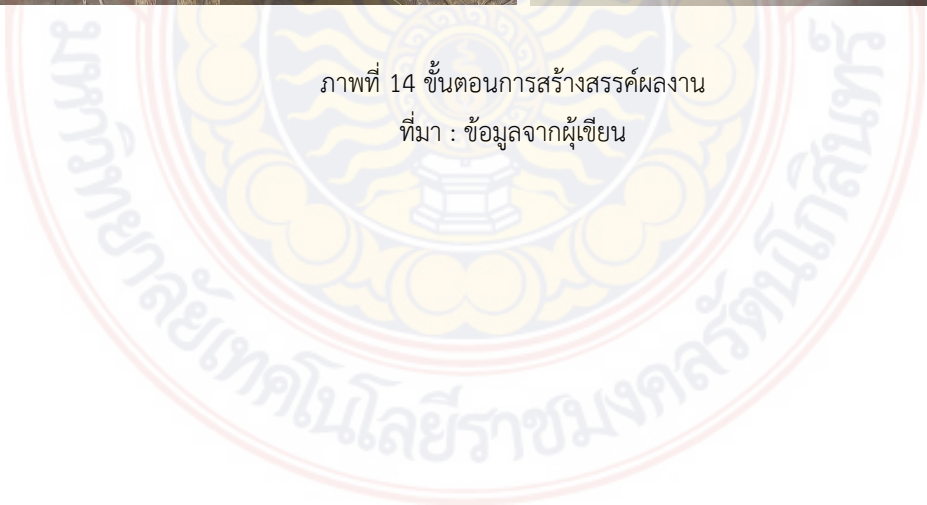 ภาพที่ 14 ขั้นตอนการสร้างสรรค์ผลงาน
ที่มา : ข้อมูลจากผู้เขียน
มหาวิทยาลัยเทคโนโลยีราชมงคลรัตนโกสินทร์